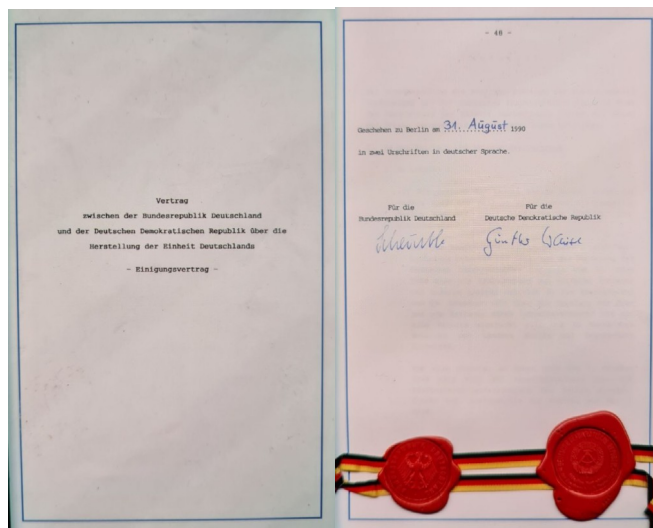 Vertrag
zwischen der Bundesrepublik Deutschland
und der Deutschen Demokratischen Republik über die
Herstellung der Einheit Deutschlands
- Einigungsvertrag -
- 40 -
Geschehen zu Berlin am 31. August 1990
in zwei Urschriften in deutscher Sprache.
Für die
Bundesrepublik Deutschland
Für die
Deutsche Demokratische Republik
Schäuble
Günther Krause